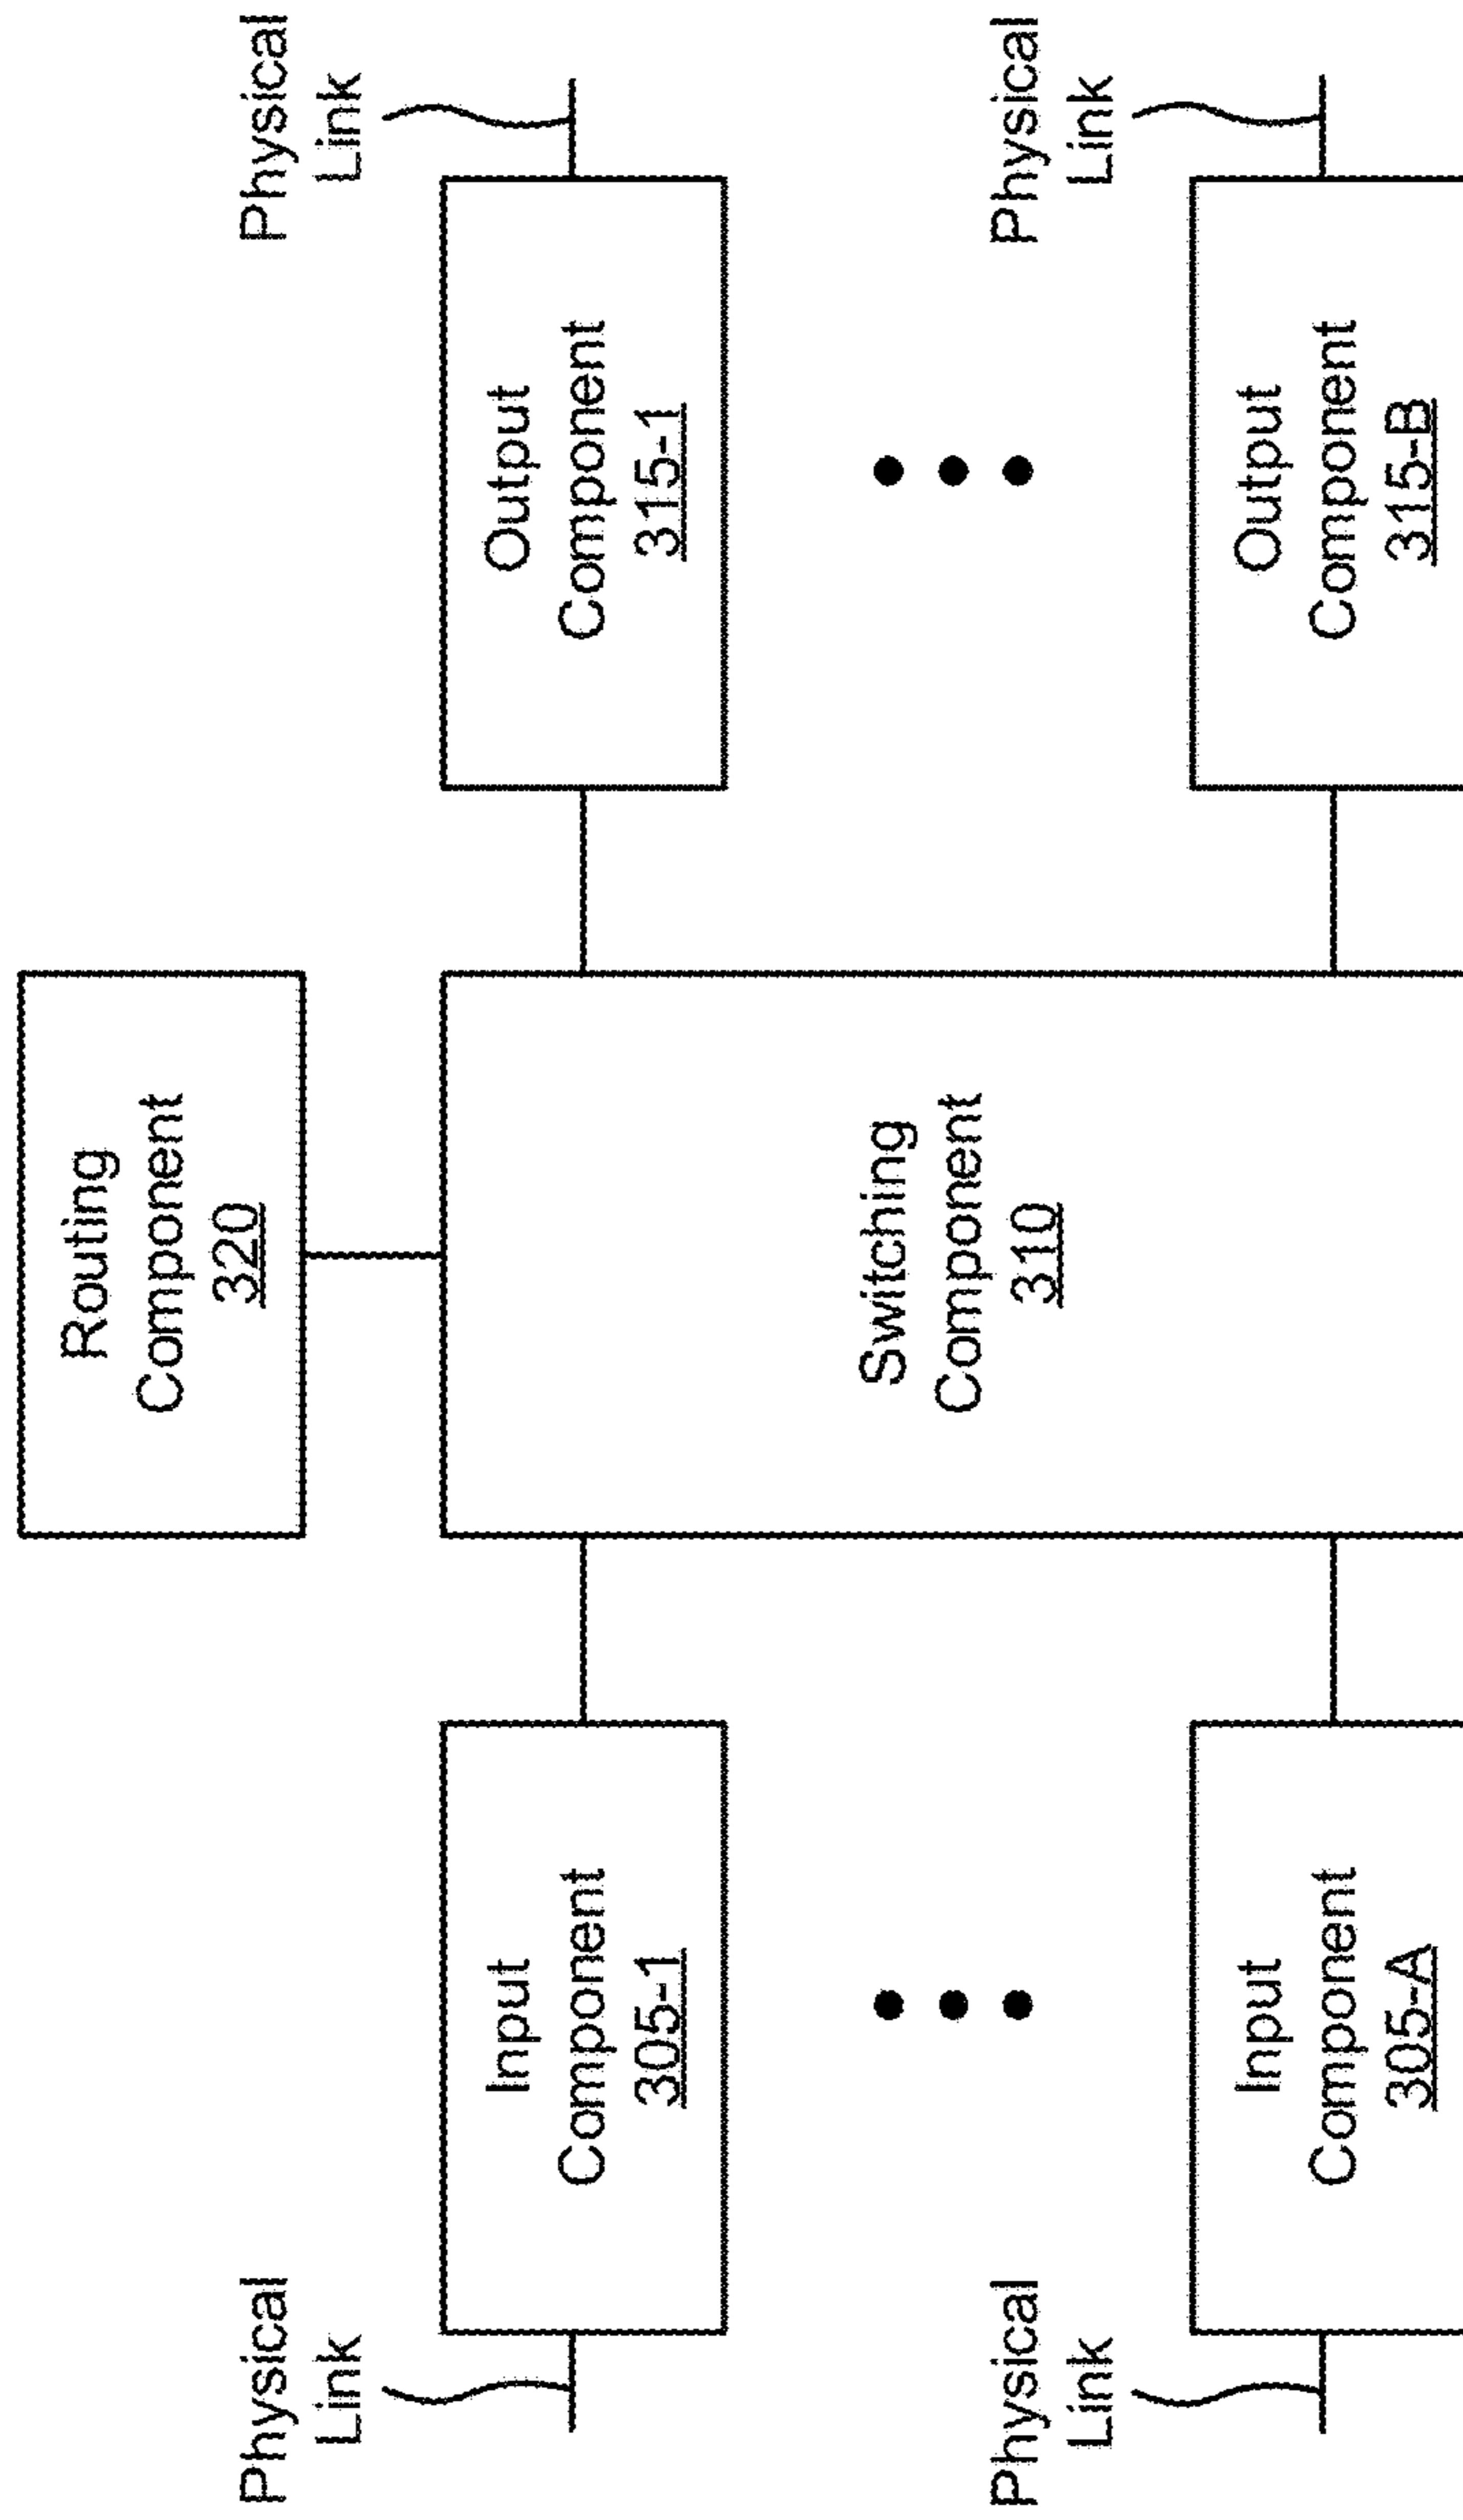 Routing
Component
320
Physical
Link
Physical
Link
Input
Component
305-1
Switching
Component
310
Output
Component
315-1
Physical
Link
Physical
Link
Input
Component
305-A
Output
Component
315-B